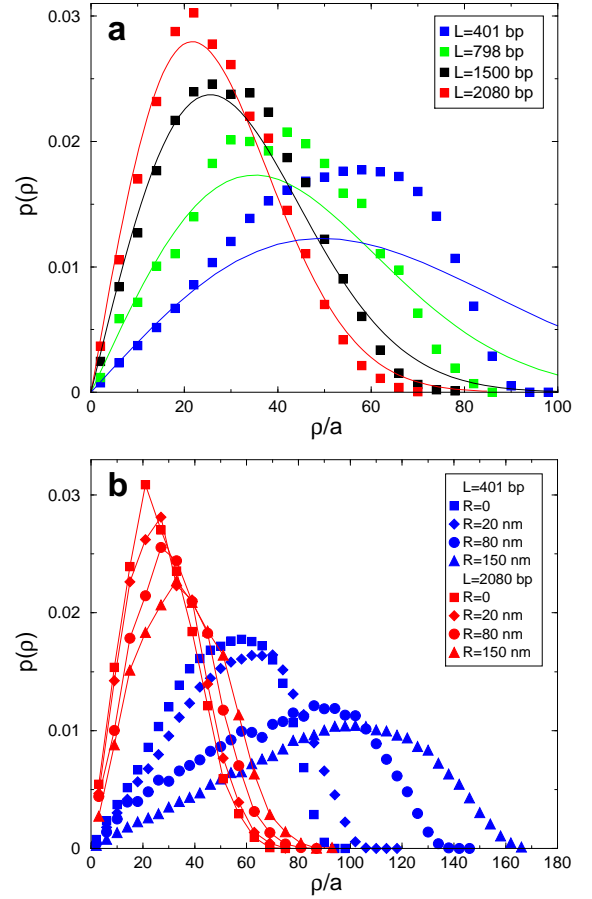 a
L=401 bp
L=798 bp
L=1500 bp
L=2080 bp
0.03
0.02
0.01
0
p(ρ)
0 20 40 60 80 100
ρ/a
b
L=401 bp
R=0
R=20 nm
R=80 nm
R=150 nm
L=2080 bp
R=0
R=20 nm
R=80 nm
R=150 nm
0.03
0.02
0.01
0
p(ρ)
0 20 40 60 80 100 120 140 160 180
ρ/a